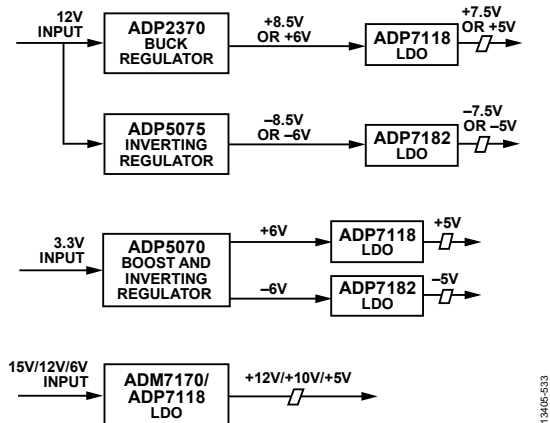 12V
INPUT
ADP2370
BUCK
REGULATOR
+8.5V
OR +6V
ADP7118
LDO
+7.5V
OR +5V
ADP5075
INVERTING
REGULATOR
–8.5V
OR –6V
ADP7182
LDO
–7.5V
OR –5V
3.3V
INPUT
ADP5070
BOOST AND
INVERTING
REGULATOR
+6V
ADP7118
LDO
+5V
–6V
ADP7182
LDO
–5V
15V/12V/6V
INPUT
ADM7170/
ADP7118
LDO
+12V/+10V/+5V
13405-533